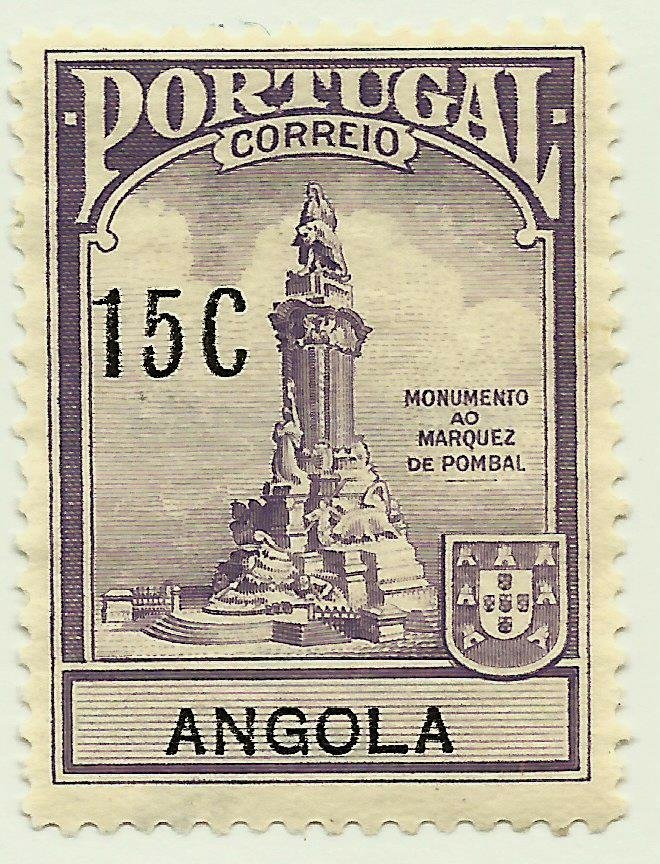 PORTUGAL
CORREIO
15C
MONUMENTO
AO
MARQUEZ
DE POMBAL
ANGOLA